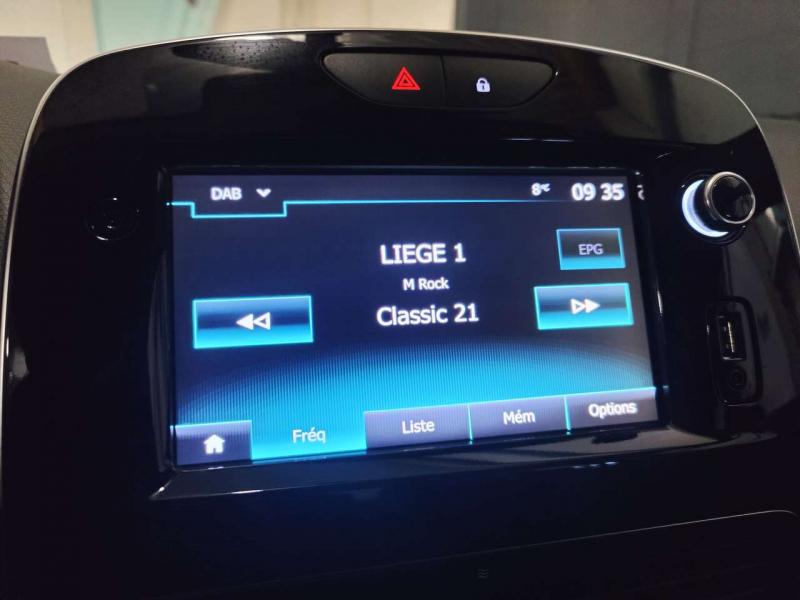 DAB 8°C 09 35
LIEGE 1
EPG
M Rock
Classic 21
Fréq Liste Mém Options